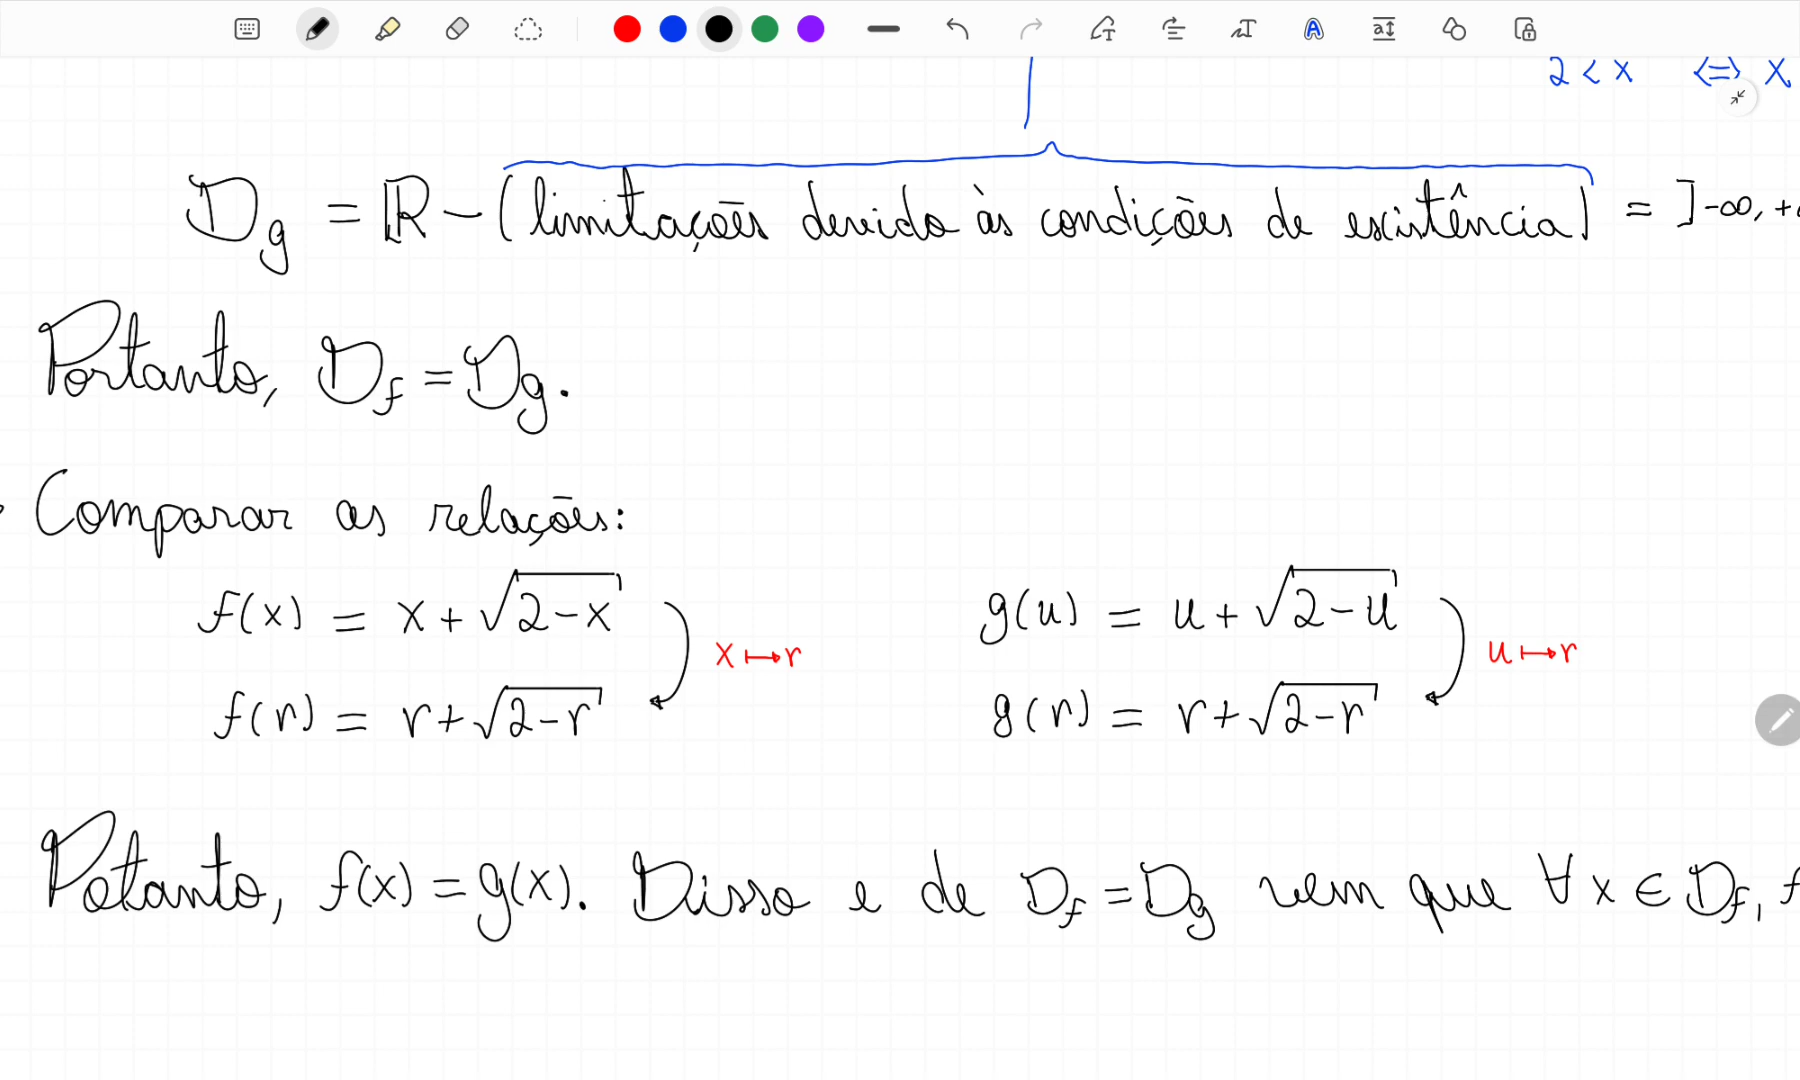 2 < x ⇔ x
D_g = ℝ − (limitações devido às condições de existência) = ]-∞, +
Portanto, D_f = D_g.
Comparar as relações:
f(x) = x + √(2 − x) x ↦ r g(u) = u + √(2 − u) u ↦ r
f(r) = r + √(2 − r) g(r) = r + √(2 − r)
Potanto, f(x) = g(x). Disso e de D_f = D_g vem que ∀ x ∈ D_f, f